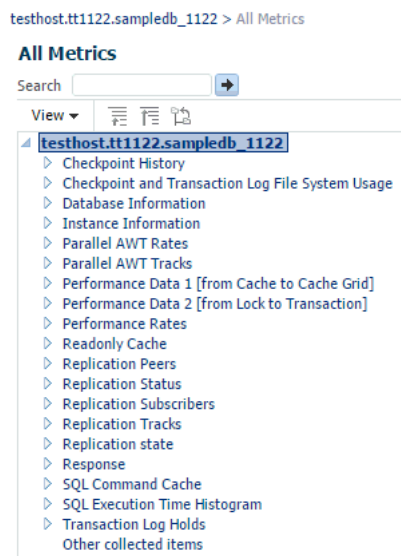 testhost.tt1122.sampledb_1122 > All Metrics
All Metrics
Search
View
testhost.tt1122.sampledb_1122
Checkpoint History
Checkpoint and Transaction Log File System Usage
Database Information
Instance Information
Parallel AWT Rates
Parallel AWT Tracks
Performance Data 1 [from Cache to Cache Grid]
Performance Data 2 [from Lock to Transaction]
Performance Rates
Readonly Cache
Replication Peers
Replication Status
Replication Subscribers
Replication Tracks
Replication state
Response
SQL Command Cache
SQL Execution Time Histogram
Transaction Log Holds
Other collected items